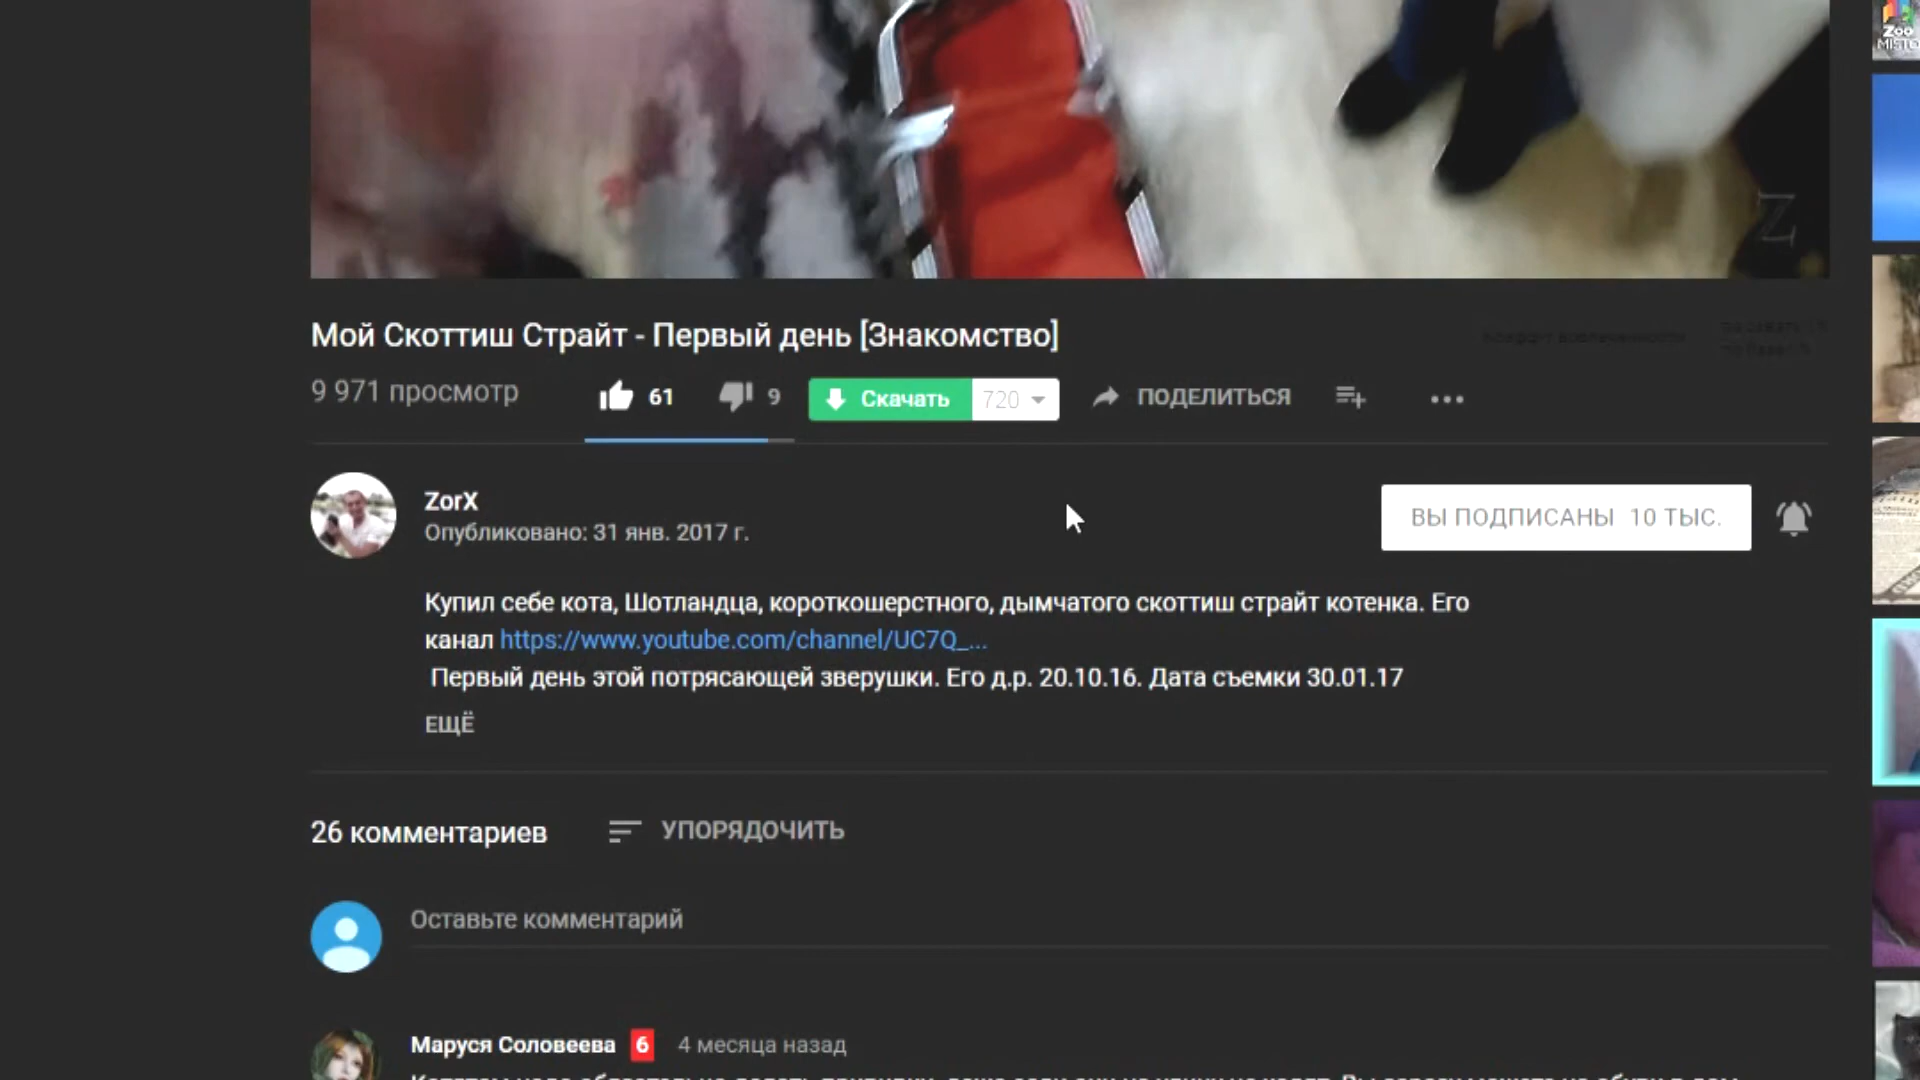 Zoo
MISTO
Z
Мой Скоттиш Страйт - Первый день [Знакомство]
9 971 просмотр
61
9
Скачать
720
ПОДЕЛИТЬСЯ
ZorX
Опубликовано: 31 янв. 2017 г.
ВЫ ПОДПИСАНЫ 10 ТЫС.
Купил себе кота, Шотландца, короткошерстного, дымчатого скоттиш страйт котенка. Его
канал https://www.youtube.com/channel/UC7Q_...
Первый день этой потрясающей зверушки. Его д.р. 20.10.16. Дата съемки 30.01.17
ЕЩЁ
26 комментариев
УПОРЯДОЧИТЬ
Оставьте комментарий
Маруся Соловеева 6 4 месяца назад